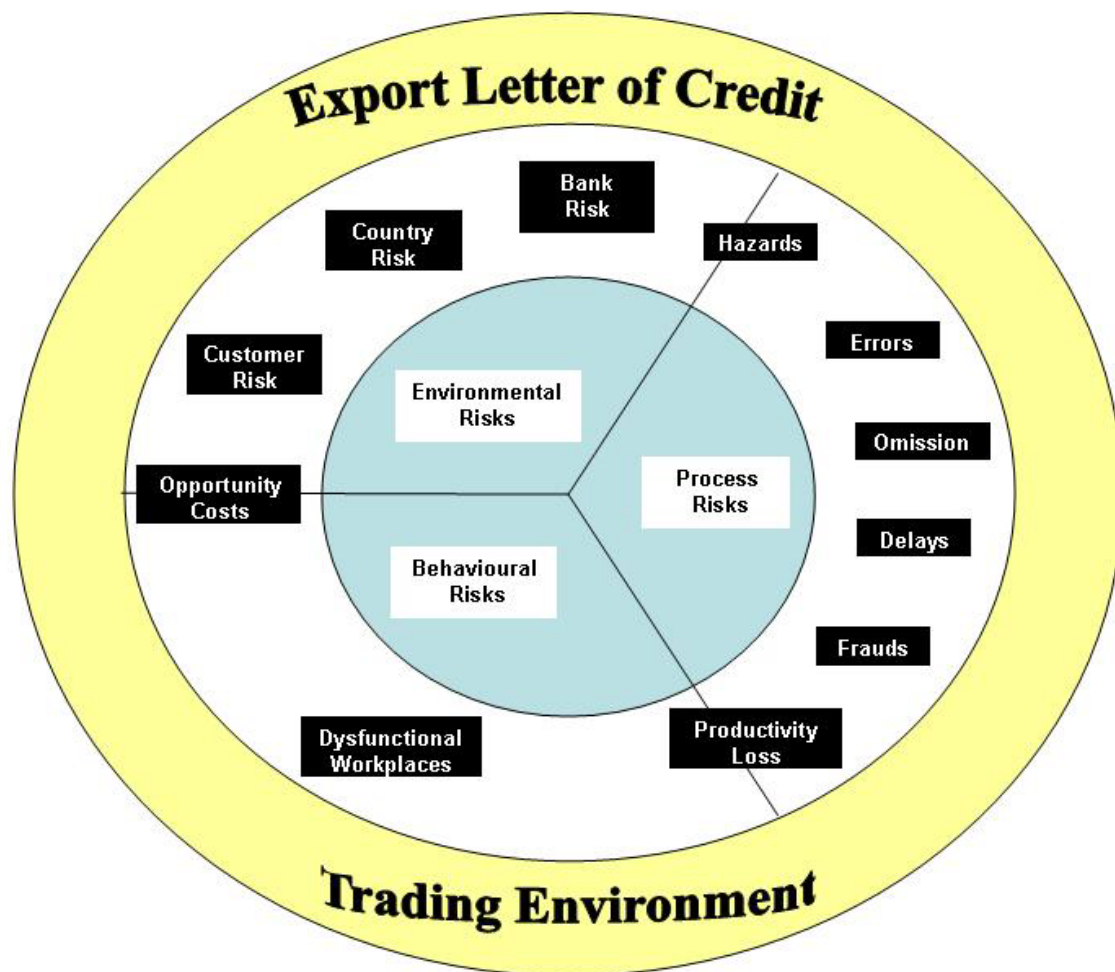 Export Letter of Credit
Bank
Risk
Country
Risk
Hazards
Errors
Customer
Risk
Environmental
Risks
Omission
Process
Risks
Opportunity
Costs
Delays
Behavioural
Risks
Frauds
Dysfunctional
Workplaces
Productivity
Loss
Trading Environment